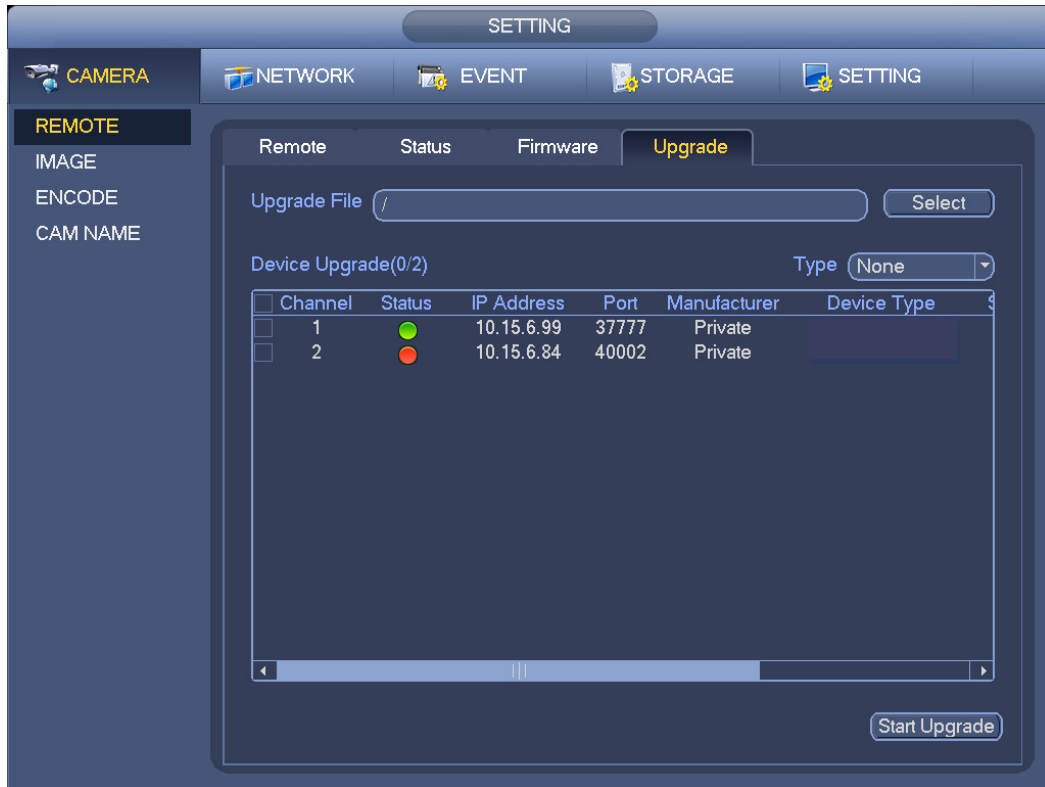 SETTING
CAMERA NETWORK EVENT STORAGE SETTING
REMOTE
IMAGE
ENCODE
CAM NAME
Remote Status Firmware Upgrade
Upgrade File / Select
Device Upgrade(0/2) Type None
Channel Status IP Address Port Manufacturer Device Type S
1 10.15.6.99 37777 Private
2 10.15.6.84 40002 Private
Start Upgrade